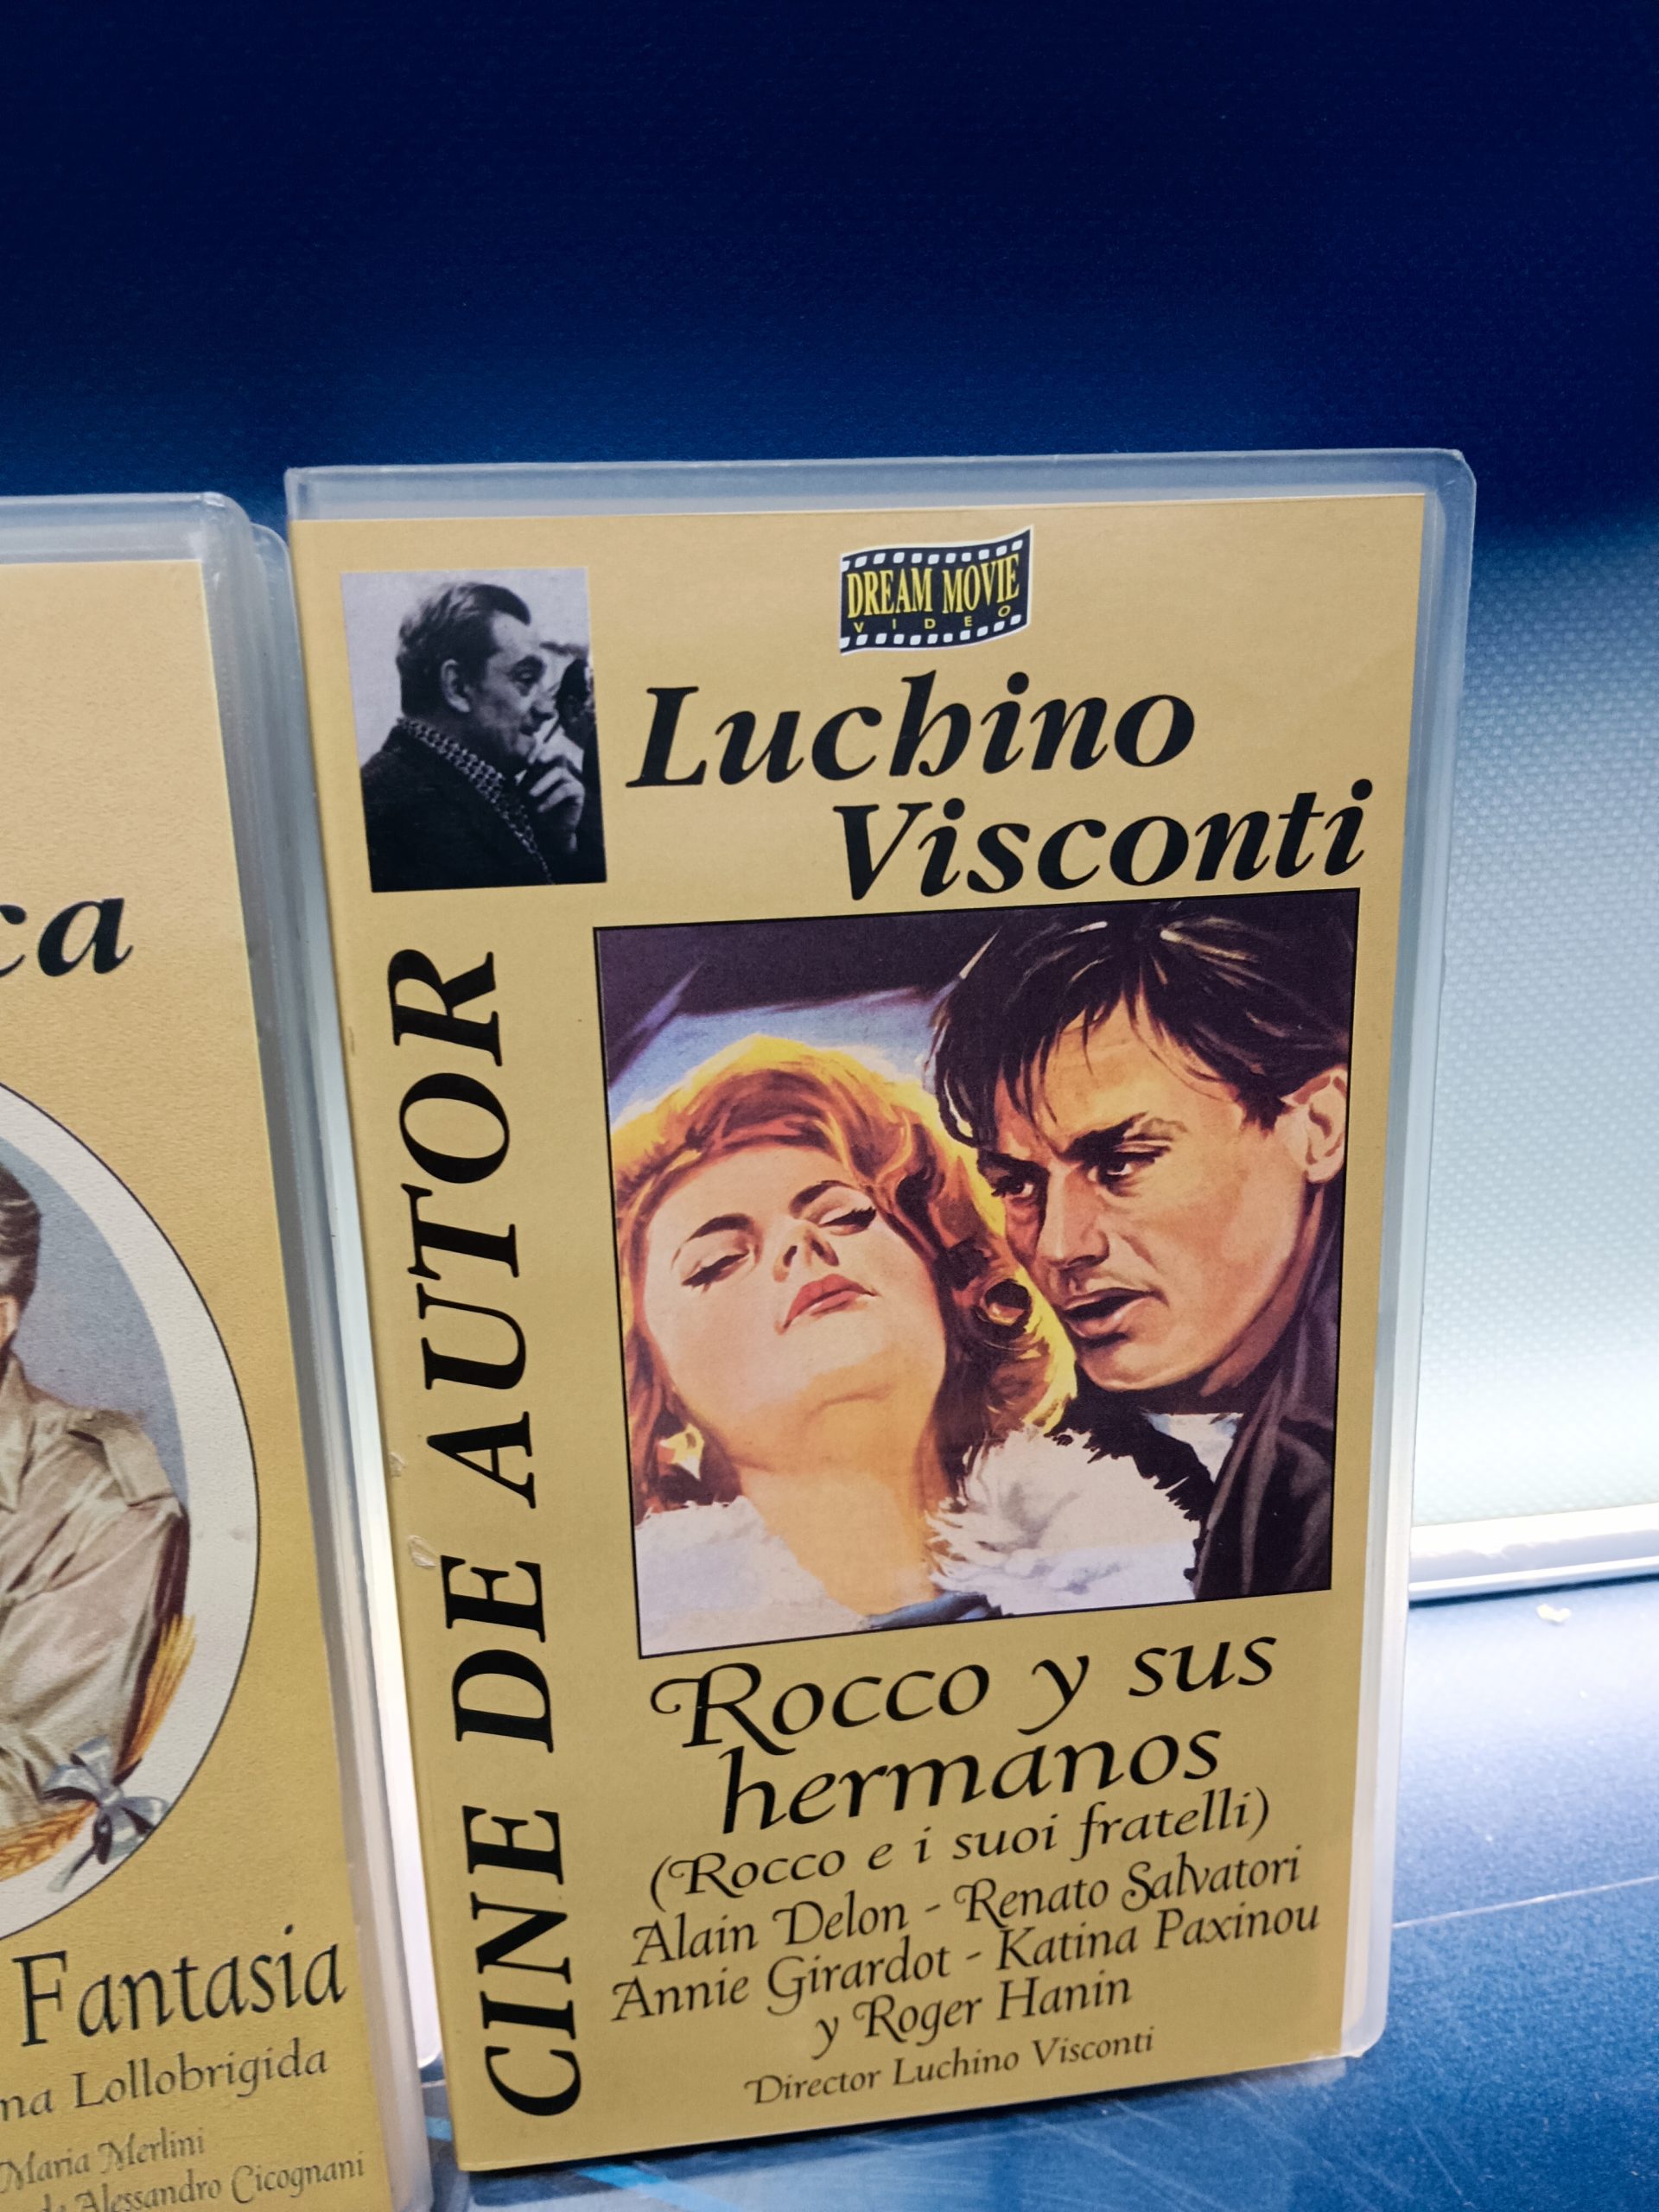 ca
Fantasia
na Lollobrigida
Maria Merlini
de Alessandro Cicognani
CINE DE AUTOR
DREAM MOVIE
VIDEO
Luchino
Visconti
Rocco y sus
hermanos
(Rocco e i suoi fratelli)
Alain Delon - Renato Salvatori
Annie Girardot - Katina Paxinou
y Roger Hanin
Director Luchino Visconti